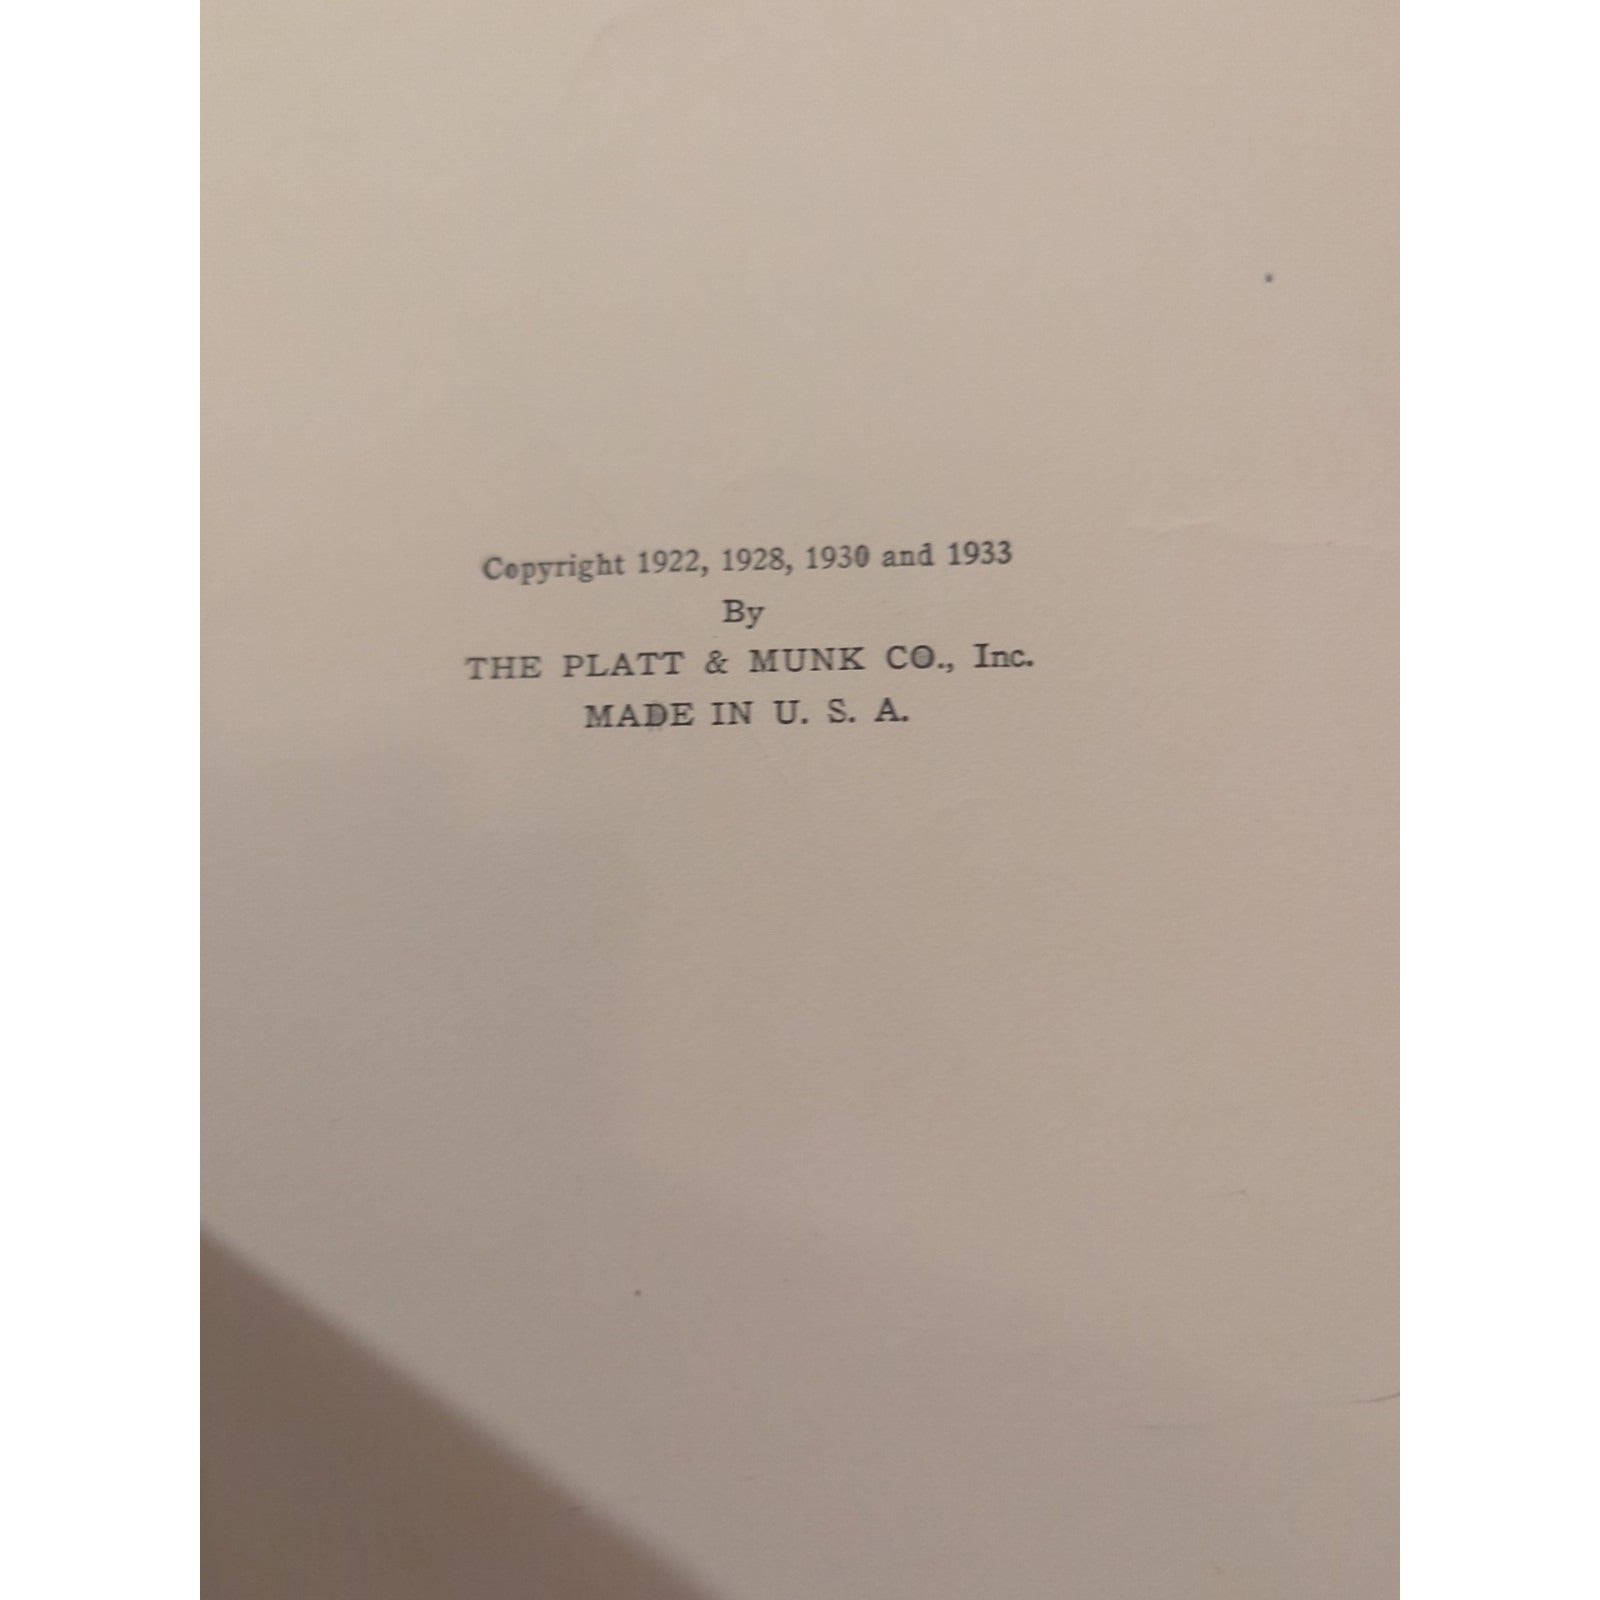 Copyright 1922, 1928, 1930 and 1933
By
THE PLATT & MUNK CO., Inc.
MADE IN U. S. A.